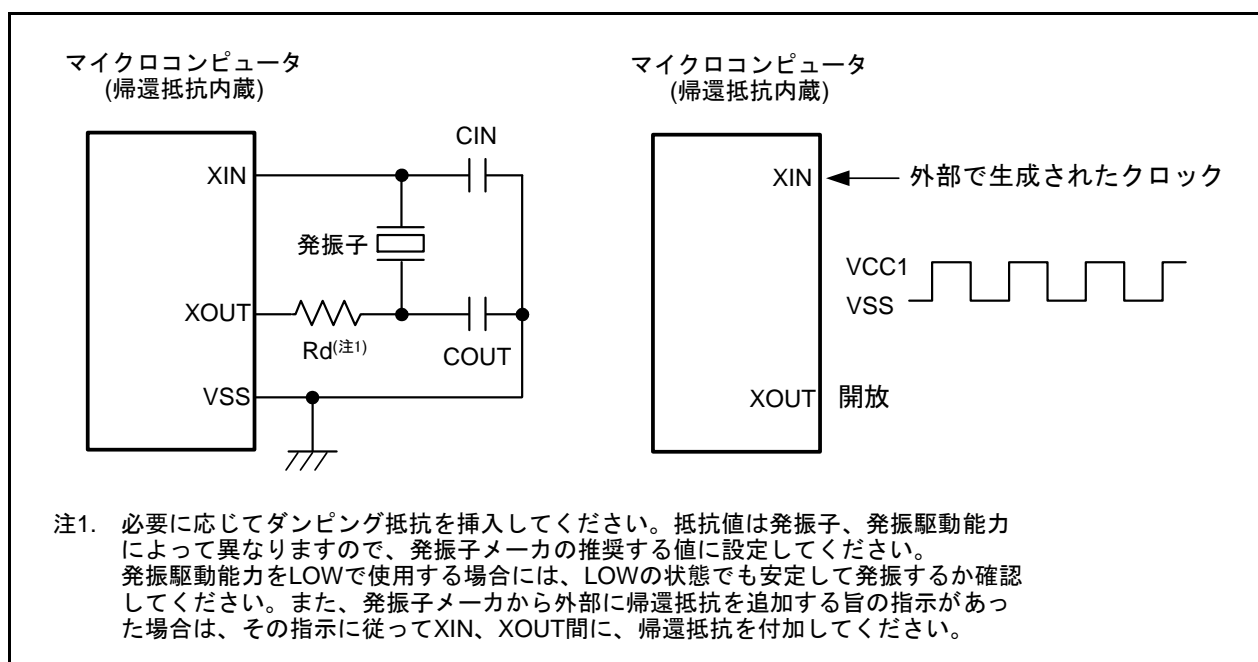 マイクロコンピュータ
(帰還抵抗内蔵)
XIN
CIN
発振子
XOUT
Rd(注1)
COUT
VSS
マイクロコンピュータ
(帰還抵抗内蔵)
XIN
外部で生成されたクロック
VCC1
VSS
XOUT
開放
注1. 必要に応じてダンピング抵抗を挿入してください。抵抗値は発振子、発振駆動能力
によって異なりますので、発振子メーカの推奨する値に設定してください。
発振駆動能力をLOWで使用する場合には、LOWの状態でも安定して発振するか確認
してください。また、発振子メーカから外部に帰還抵抗を追加する旨の指示があっ
た場合は、その指示に従ってXIN、XOUT間に、帰還抵抗を付加してください。